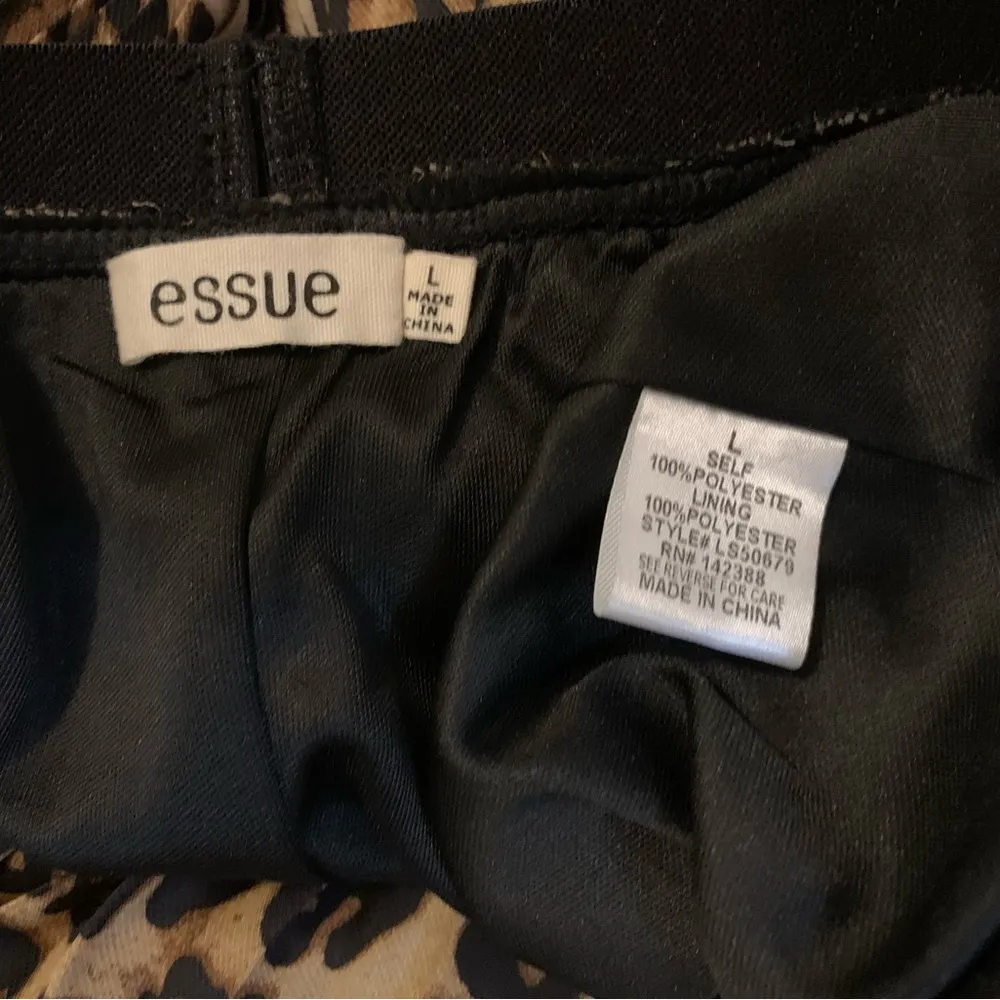 essue
L
MADE
IN
CHINA
L
SELF
100%POLYESTER
LINING
100%POLYESTER
STYLE# LS50679
RN# 142388
SEE REVERSE FOR CARE
MADE IN CHINA